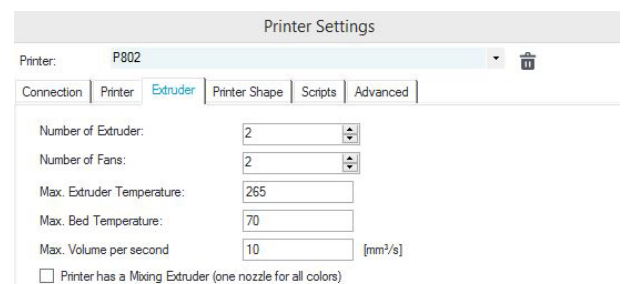 Printer Settings
Printer: P802
Connection Printer Extruder Printer Shape Scripts Advanced
Number of Extruder: 2
Number of Fans: 2
Max. Extruder Temperature: 265
Max. Bed Temperature: 70
Max. Volume per second 10 [mm³/s]
Printer has a Mixing Extruder (one nozzle for all colors)